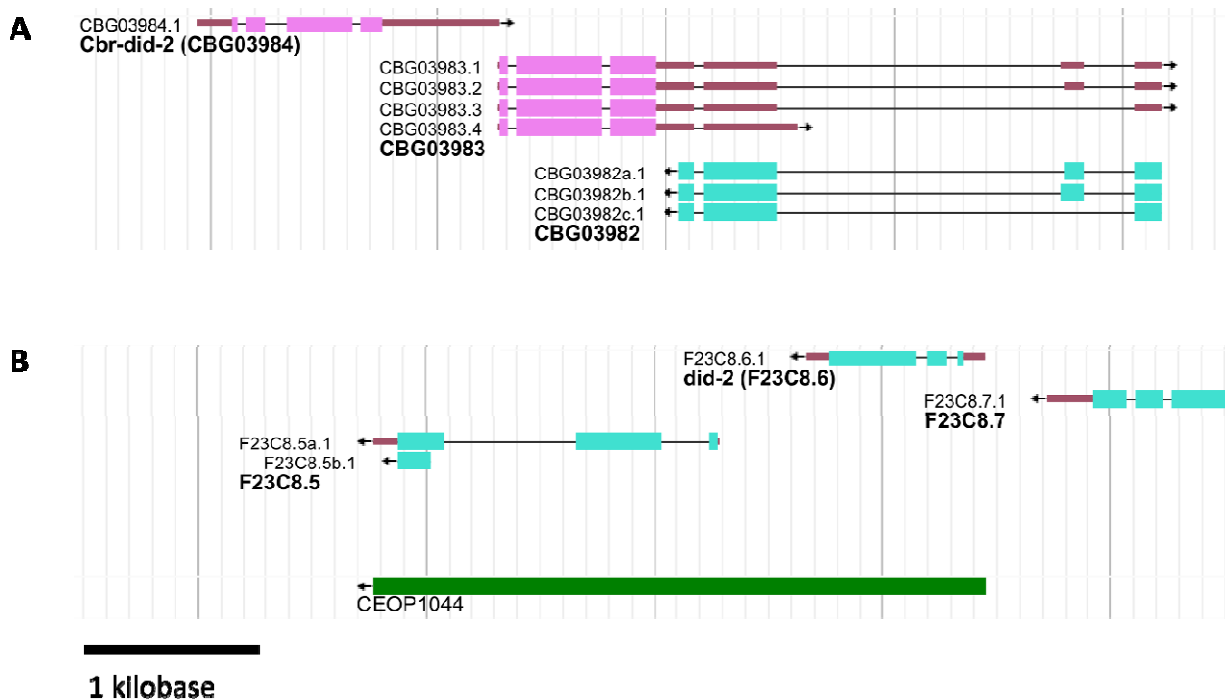 A
CBG03984.1
Cbr-did-2 (CBG03984)
CBG03983.1
CBG03983.2
CBG03983.3
CBG03983.4
CBG03983
CBG03982a.1
CBG03982b.1
CBG03982c.1
CBG03982
B
F23C8.6.1
did-2 (F23C8.6)
F23C8.7.1
F23C8.7
F23C8.5a.1
F23C8.5b.1
F23C8.5
CEOP1044
1 kilobase